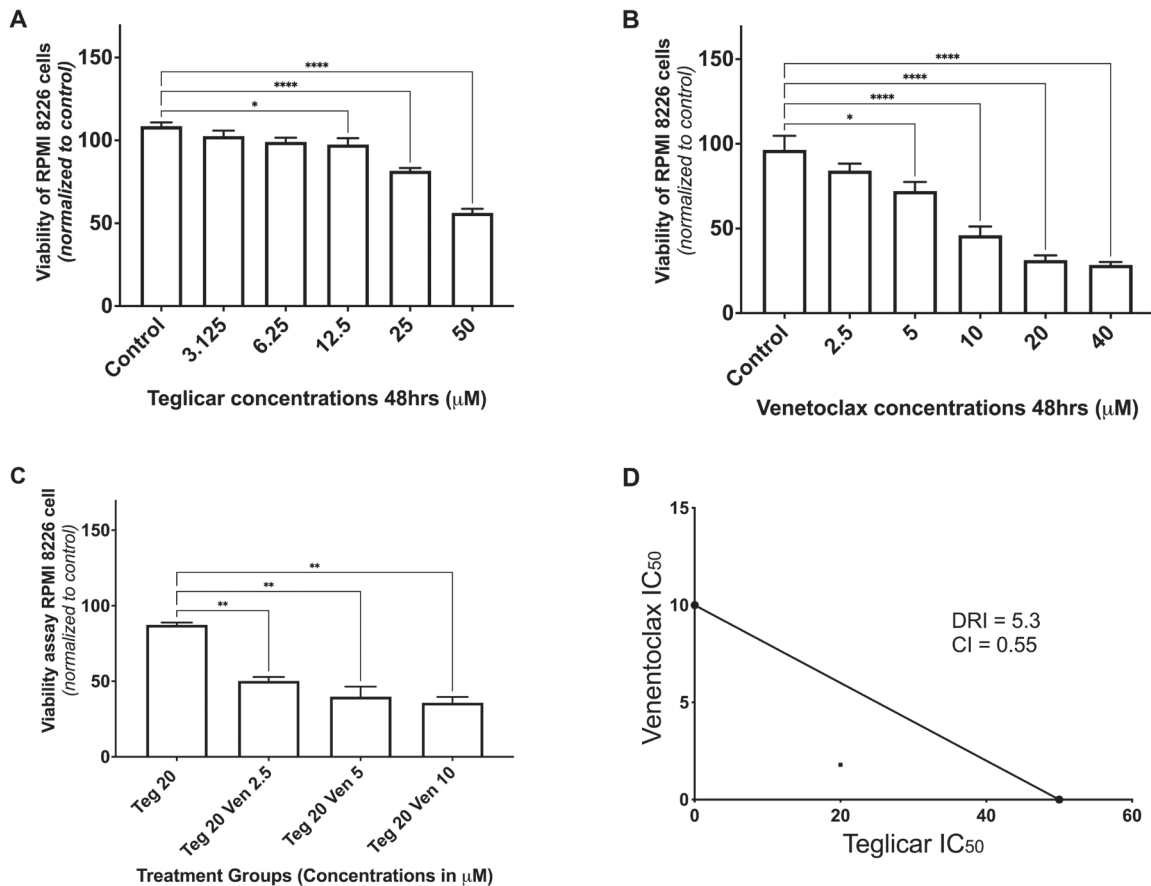 A
Viability of RPMI 8226 cells
(normalized to control)
150
100
50
0
****
****
*
Control
3.125
6.25
12.5
25
50
Teglicar concentrations 48hrs (μM)
B
Viability of RPMI 8226 cells
(normalized to control)
150
100
50
0
****
****
****
*
Control
2.5
5
10
20
40
Venetoclax concentrations 48hrs (μM)
C
Viability assay RPMI 8226 cell
(normalized to control)
150
100
50
0
**
**
**
Teg 20
Teg 20 Ven 2.5
Teg 20 Ven 5
Teg 20 Ven 10
Treatment Groups (Concentrations in μM)
D
Venentoclax IC50
15
10
5
0
DRI = 5.3
CI = 0.55
0
20
40
60
Teglicar IC50